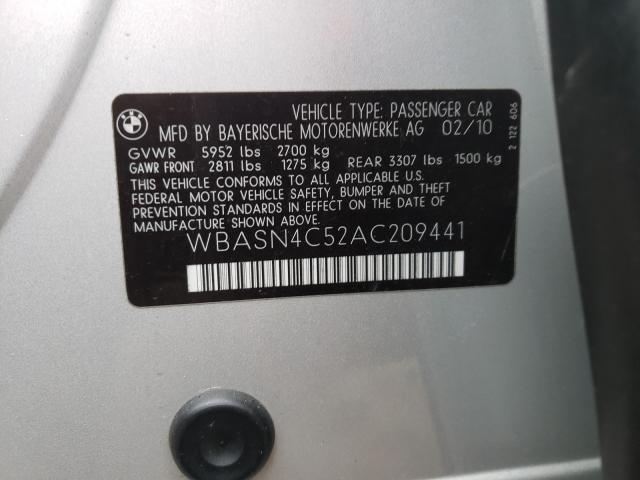 BMW
VEHICLE TYPE: PASSENGER CAR
MFD BY BAYERISCHE MOTORENWERKE AG 02/10
GVWR 5952 lbs 2700 kg
GAWR FRONT 2811 lbs 1275 kg REAR 3307 lbs 1500 kg
THIS VEHICLE CONFORMS TO ALL APPLICABLE U.S.
FEDERAL MOTOR VEHICLE SAFETY, BUMPER AND THEFT
PREVENTION STANDARDS IN EFFECT ON THE DATE OF
MANUFACTURE SHOWN ABOVE.
WBASN4C52AC209441
2 122 606